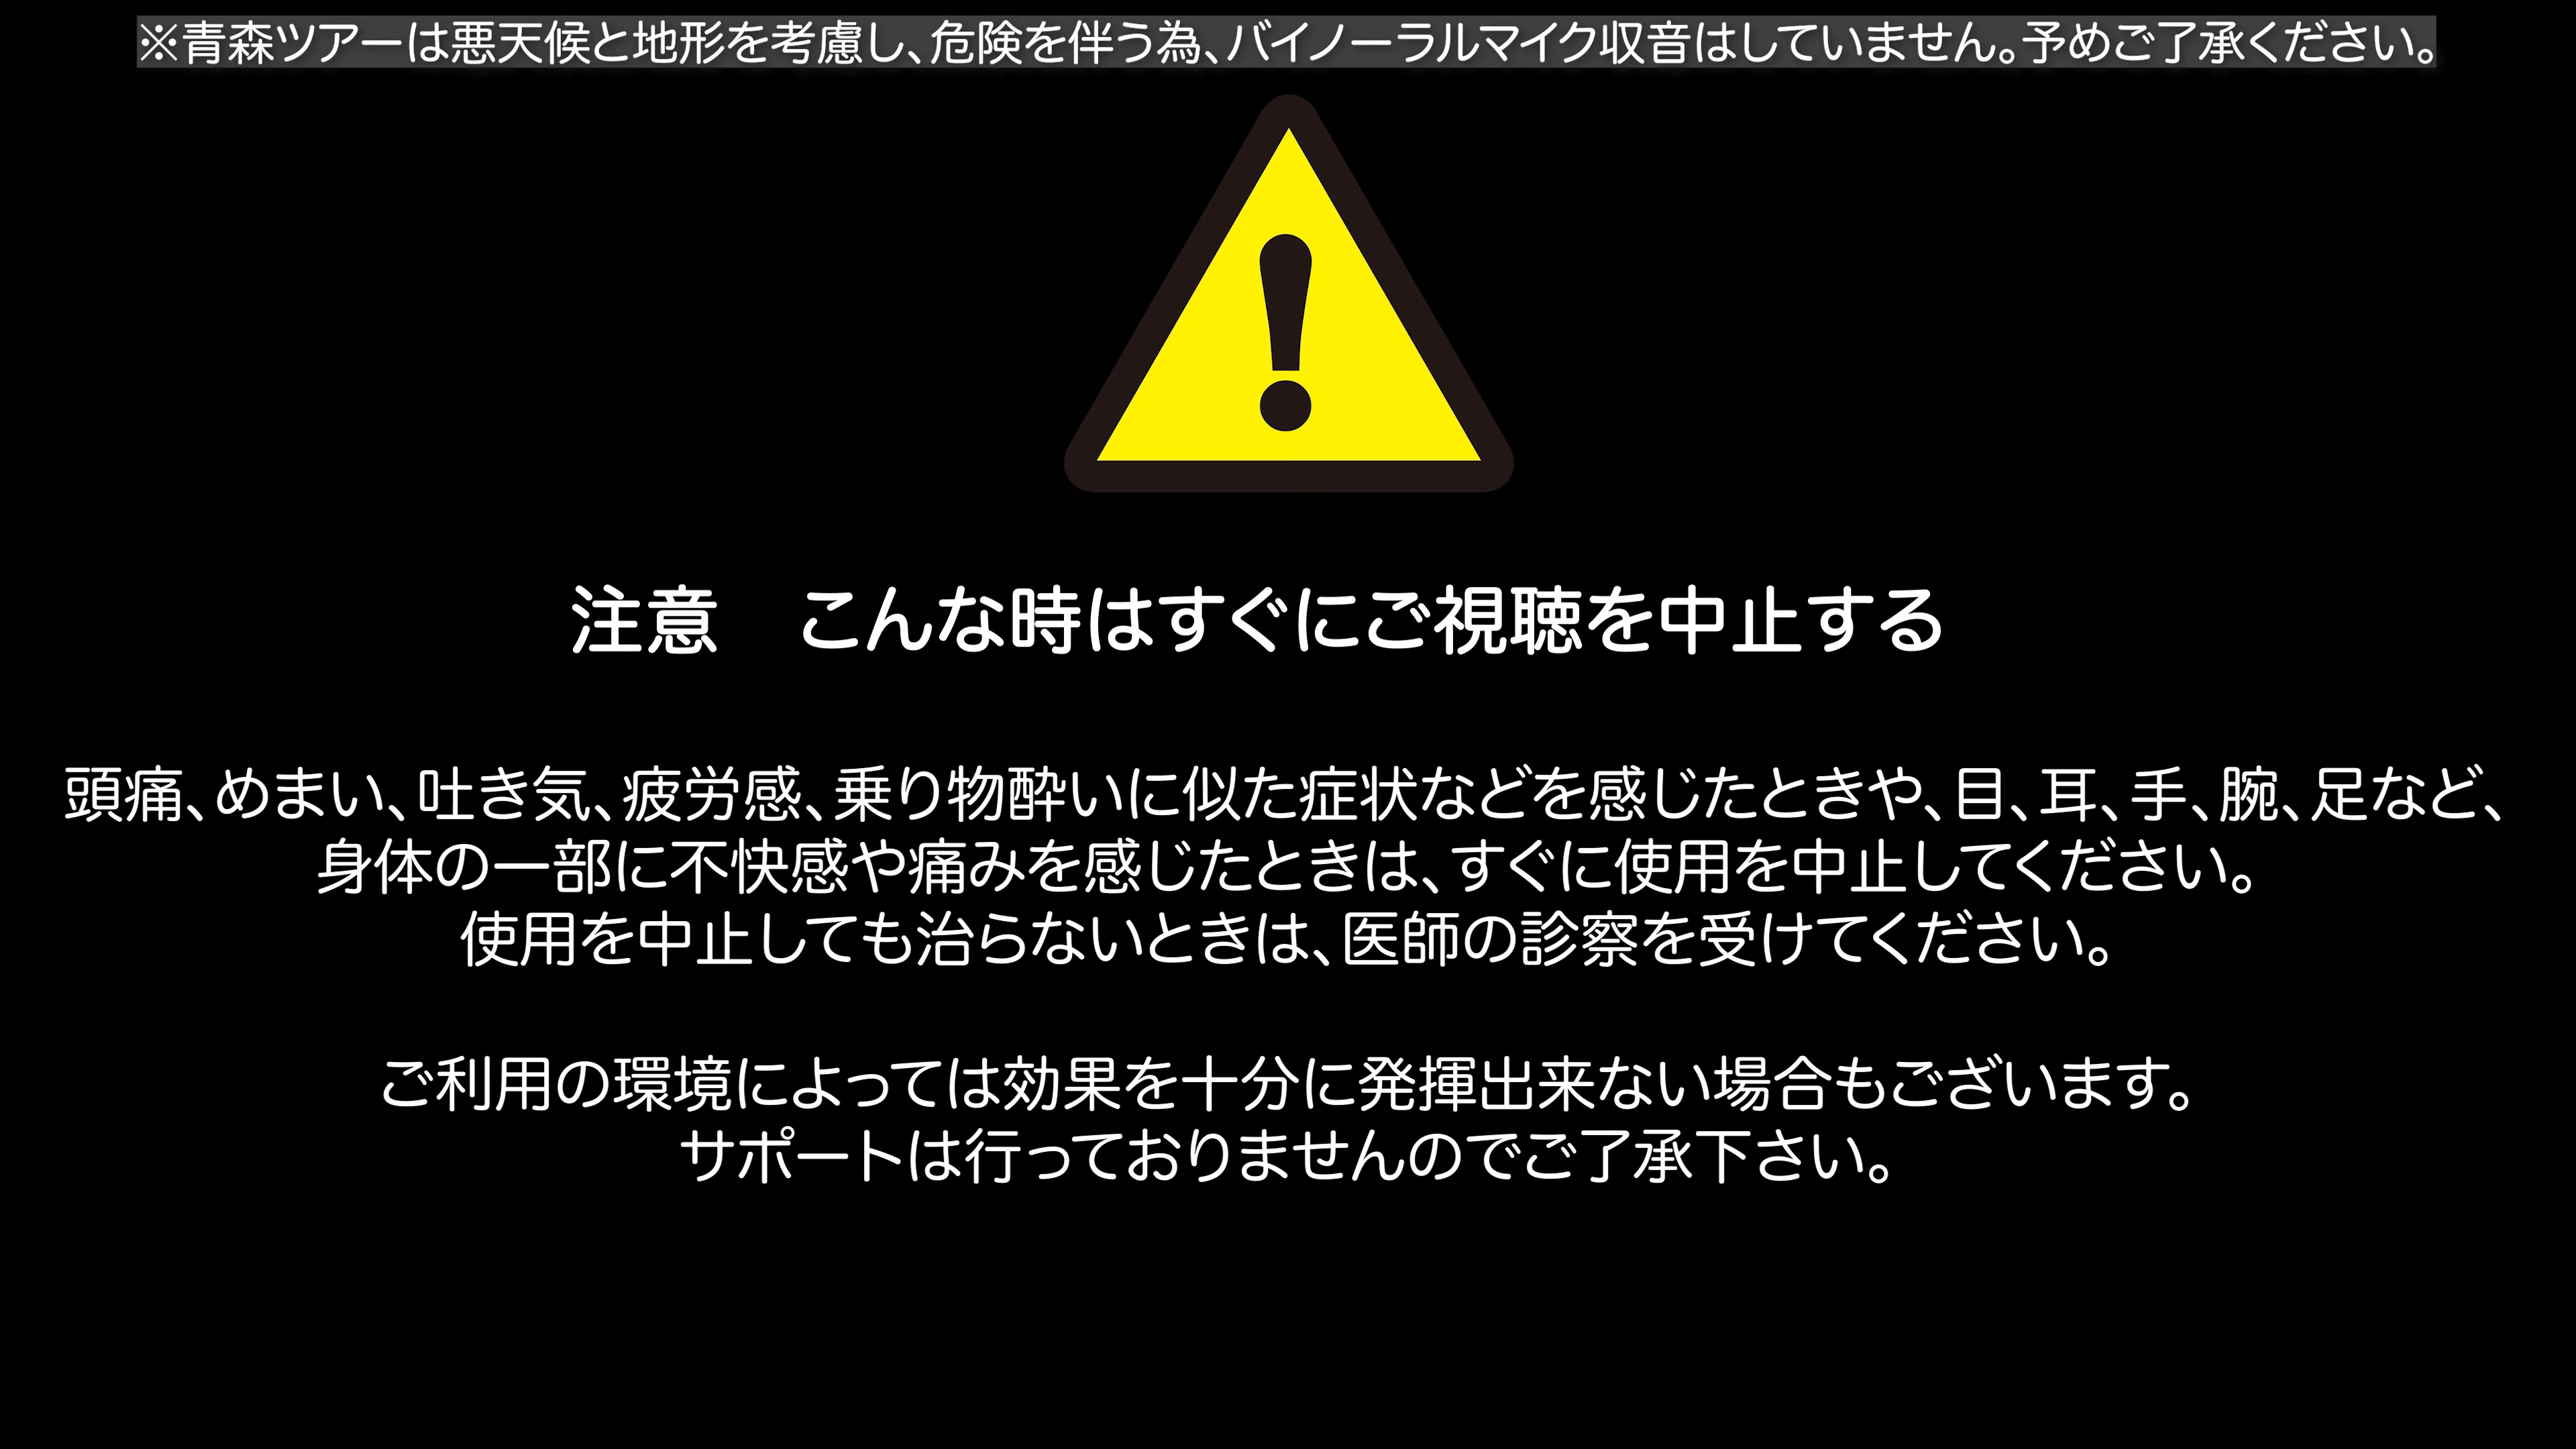 ※青森ツアーは悪天候と地形を考慮し、危険を伴う為、バイノーラルマイク収音はしていません。予めご了承ください。
注意　こんな時はすぐにご視聴を中止する
頭痛、めまい、吐き気、疲労感、乗り物酔いに似た症状などを感じたときや、目、耳、手、腕、足など、
身体の一部に不快感や痛みを感じたときは、すぐに使用を中止してください。
使用を中止しても治らないときは、医師の診察を受けてください。
ご利用の環境によっては効果を十分に発揮出来ない場合もございます。
サポートは行っておりませんのでご了承下さい。